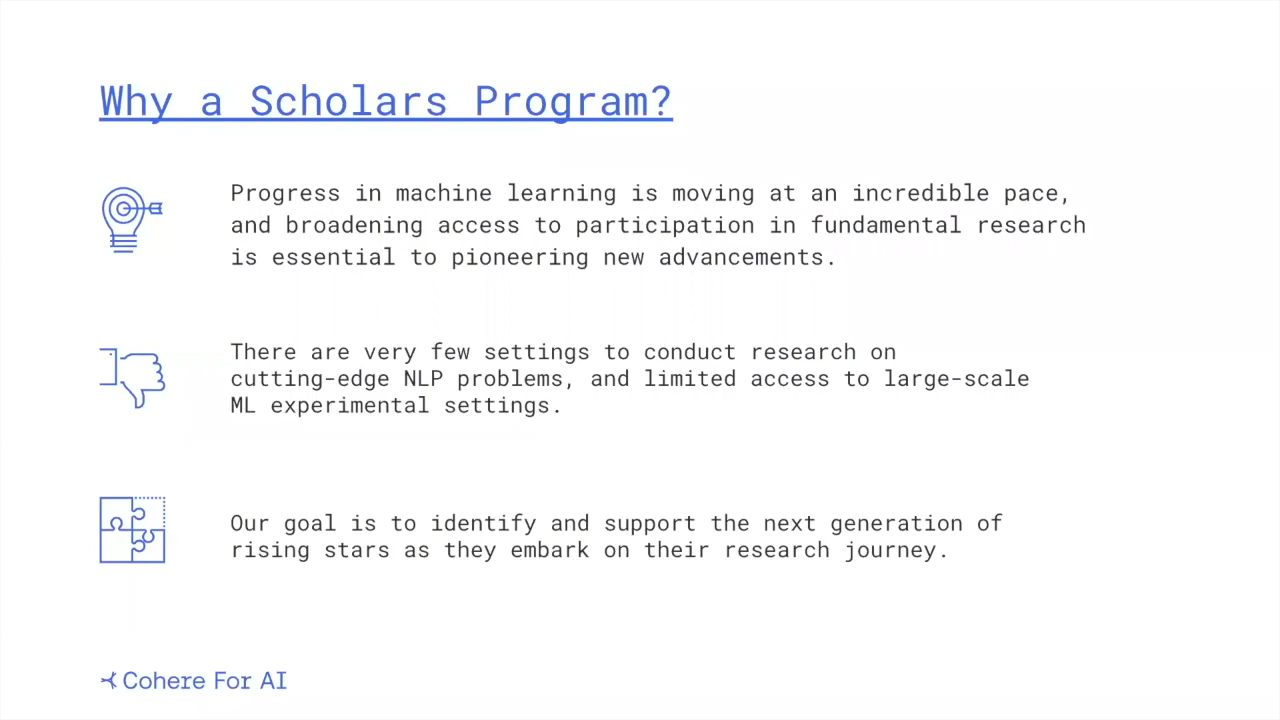 Why a Scholars Program?
Progress in machine learning is moving at an incredible pace,
and broadening access to participation in fundamental research
is essential to pioneering new advancements.
There are very few settings to conduct research on
cutting-edge NLP problems, and limited access to large-scale
ML experimental settings.
Our goal is to identify and support the next generation of
rising stars as they embark on their research journey.
Cohere For AI